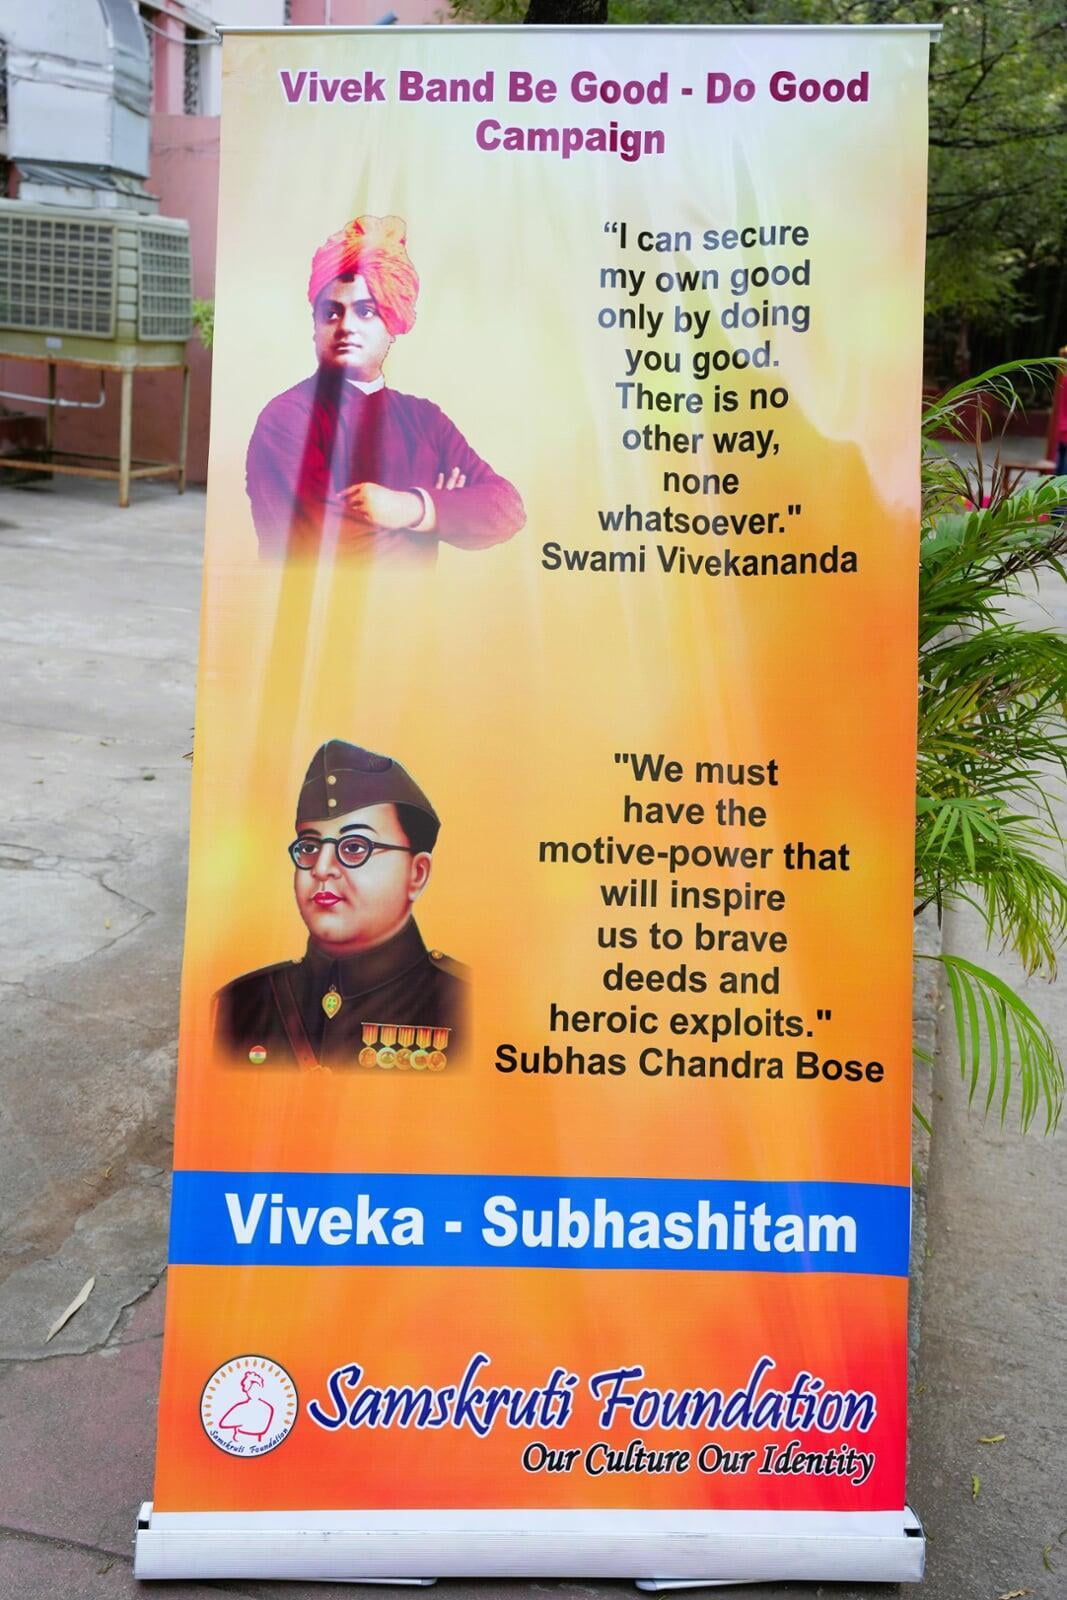 Vivek Band Be Good - Do Good
Campaign
“I can secure
my own good
only by doing
you good.
There is no
other way,
none
whatsoever."
Swami Vivekananda
"We must
have the
motive-power that
will inspire
us to brave
deeds and
heroic exploits."
Subhas Chandra Bose
Viveka - Subhashitam
Samskruti Foundation
Samskruti Foundation
Our Culture Our Identity